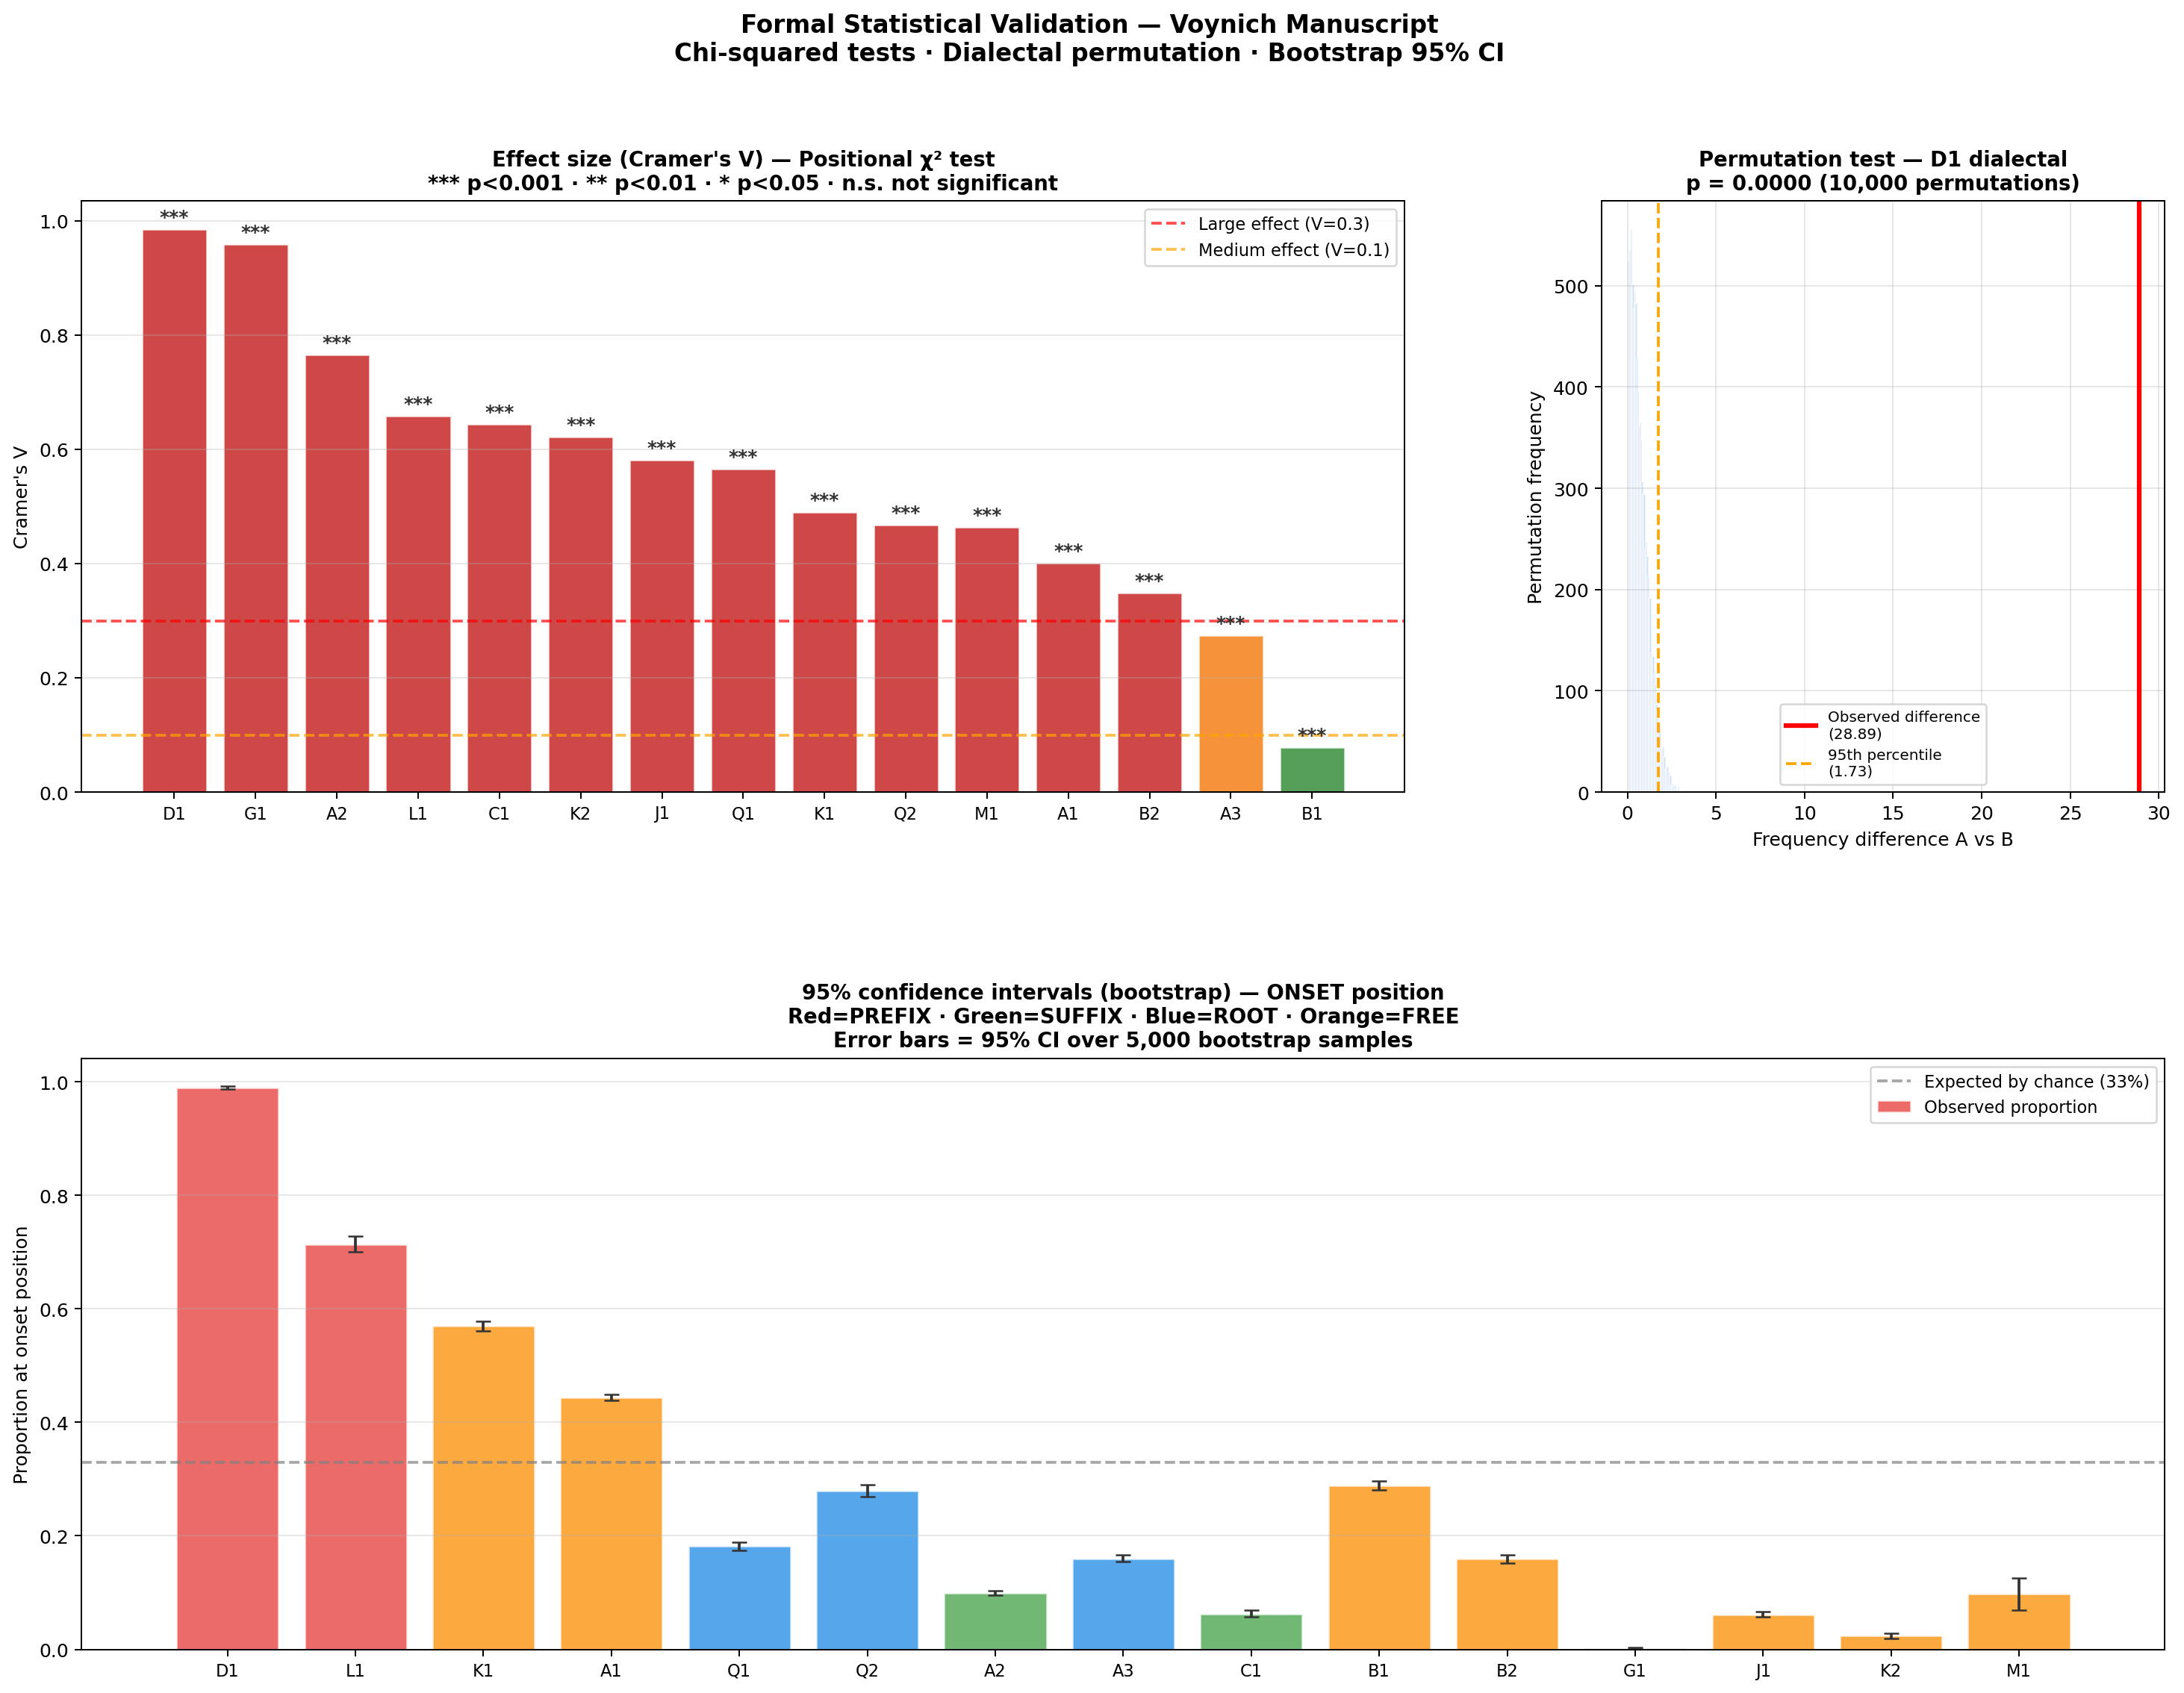 Formal Statistical Validation — Voynich Manuscript
Chi-squared tests · Dialectal permutation · Bootstrap 95% CI
Effect size (Cramer's V) — Positional χ² test
*** p<0.001 · ** p<0.01 · * p<0.05 · n.s. not significant
Cramer's V
1.0
0.8
0.6
0.4
0.2
0.0
*** *** *** *** *** *** *** *** *** *** *** *** *** *** ***
Large effect (V=0.3)
Medium effect (V=0.1)
D1 G1 A2 L1 C1 K2 J1 Q1 K1 Q2 M1 A1 B2 A3 B1
Permutation test — D1 dialectal
p = 0.0000 (10,000 permutations)
Permutation frequency
500
400
300
200
100
0
Observed difference
(28.89)
95th percentile
(1.73)
0 5 10 15 20 25 30
Frequency difference A vs B
95% confidence intervals (bootstrap) — ONSET position
Red=PREFIX · Green=SUFFIX · Blue=ROOT · Orange=FREE
Error bars = 95% CI over 5,000 bootstrap samples
Proportion at onset position
1.0
0.8
0.6
0.4
0.2
0.0
Expected by chance (33%)
Observed proportion
D1 L1 K1 A1 Q1 Q2 A2 A3 C1 B1 B2 G1 J1 K2 M1